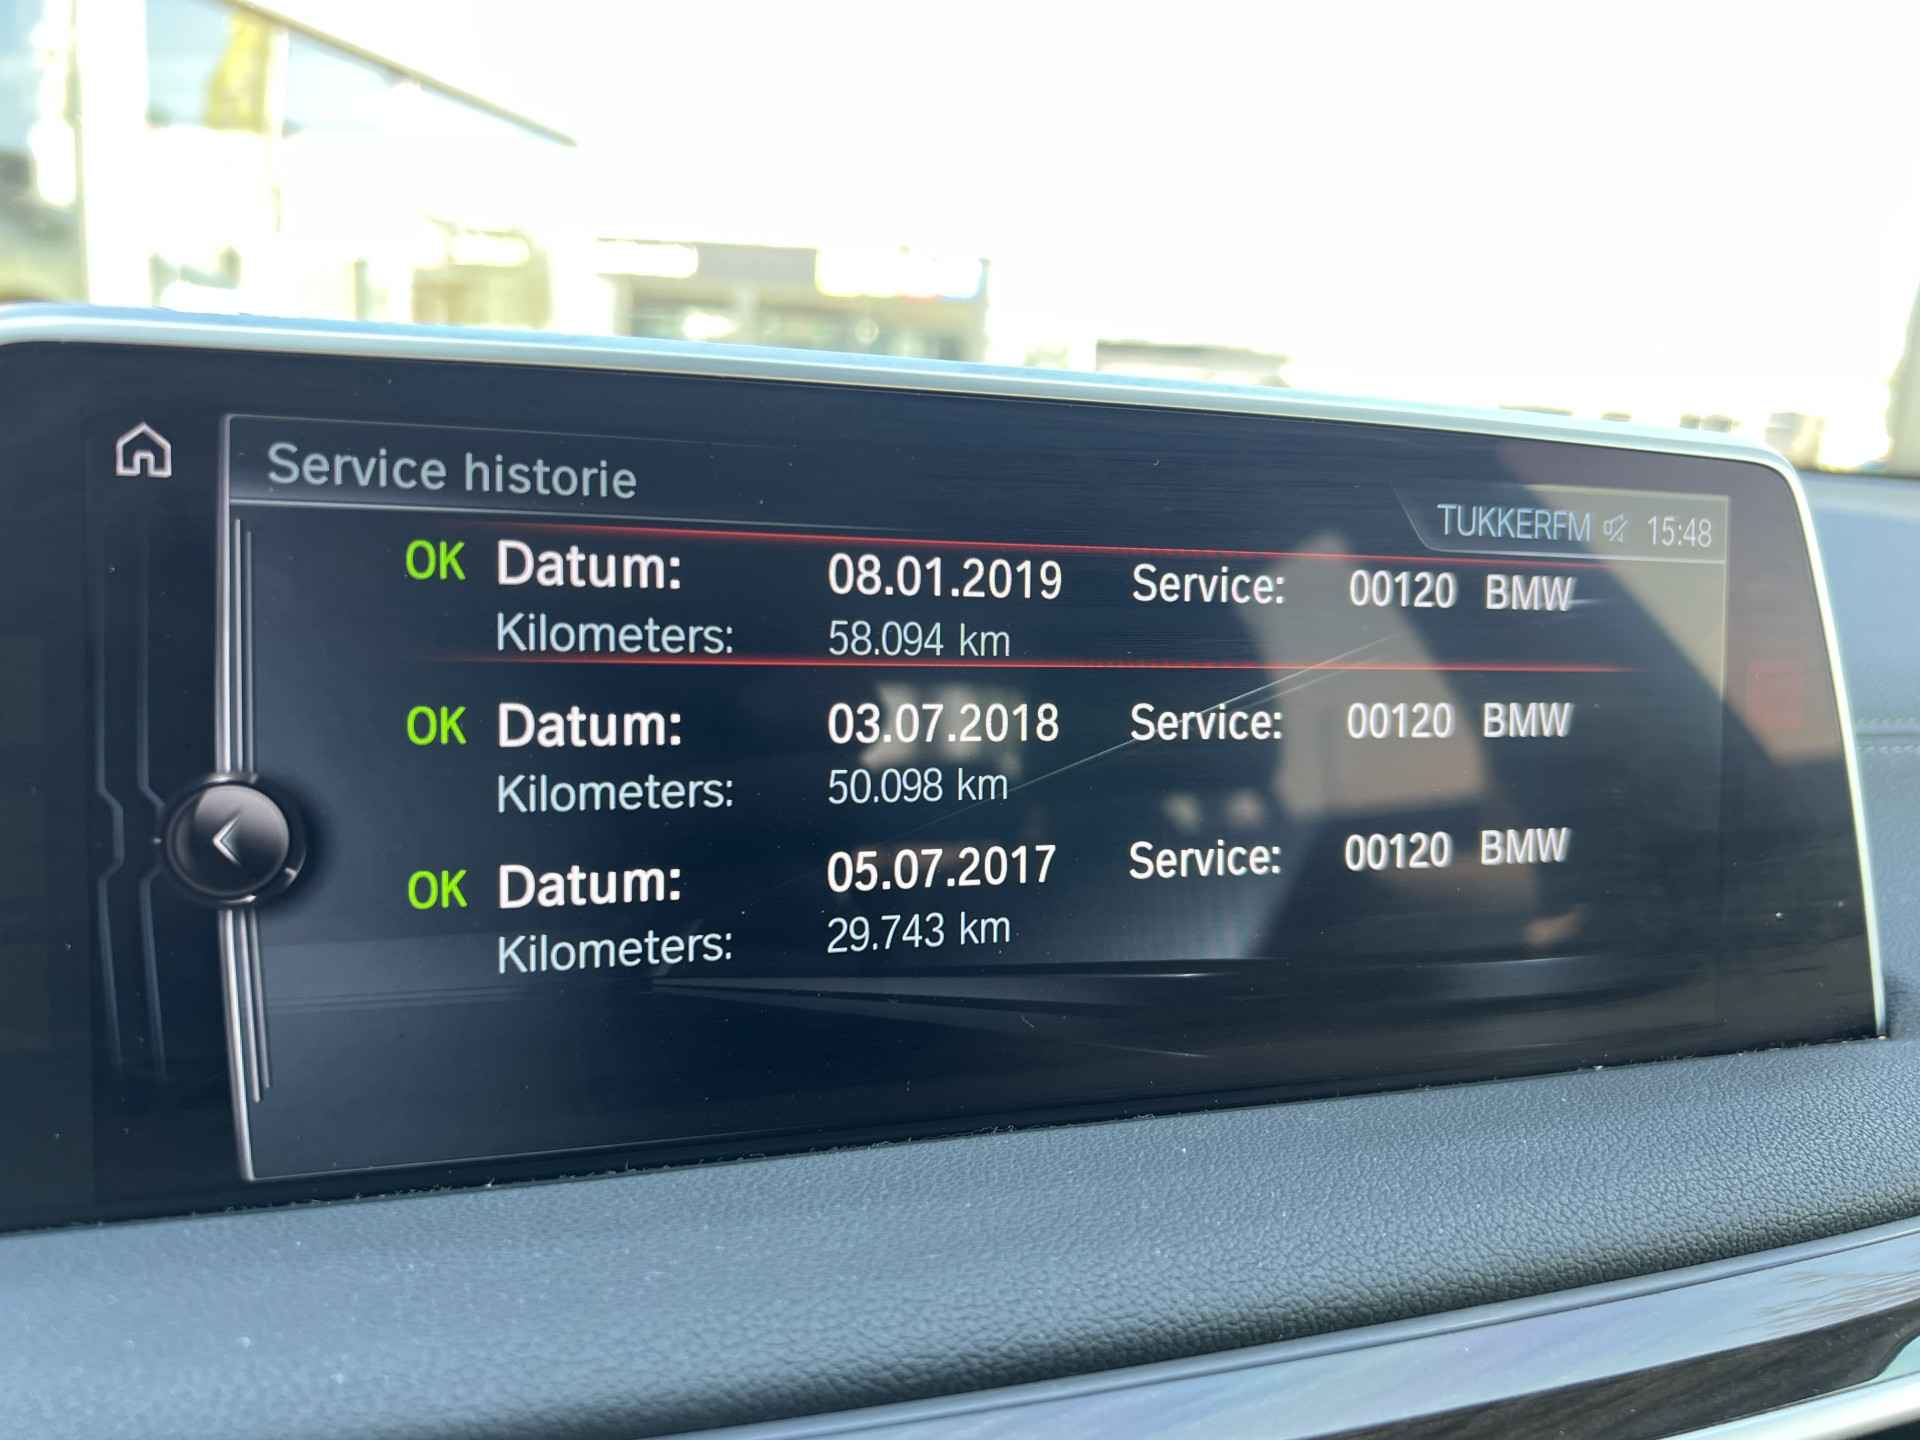 Service historie
TUKKERFM 15:48
OK Datum: 08.01.2019 Service: 00120 BMW
Kilometers: 58.094 km
OK Datum: 03.07.2018 Service: 00120 BMW
Kilometers: 50.098 km
OK Datum: 05.07.2017 Service: 00120 BMW
Kilometers: 29.743 km